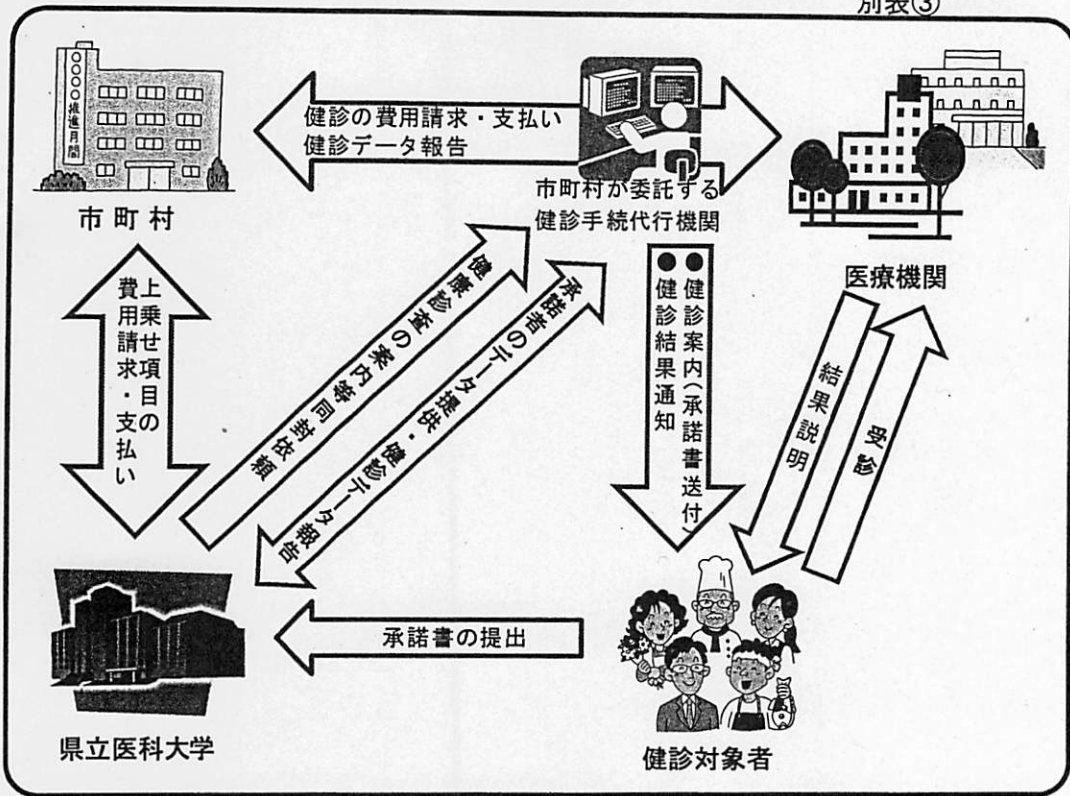 別表③
○○○○推進月間
健診の費用請求・支払い
健診データ報告
市町村
市町村が委託する
健診手続代行機関
医療機関
上乗せ項目の
費用請求・支払い
健康診査の案内等同封依頼
承諾者のデータ提供・健診データ報告
●健診案内(承諾書送付)
●健診結果通知
結果説明
受診
承諾書の提出
県立医科大学
健診対象者